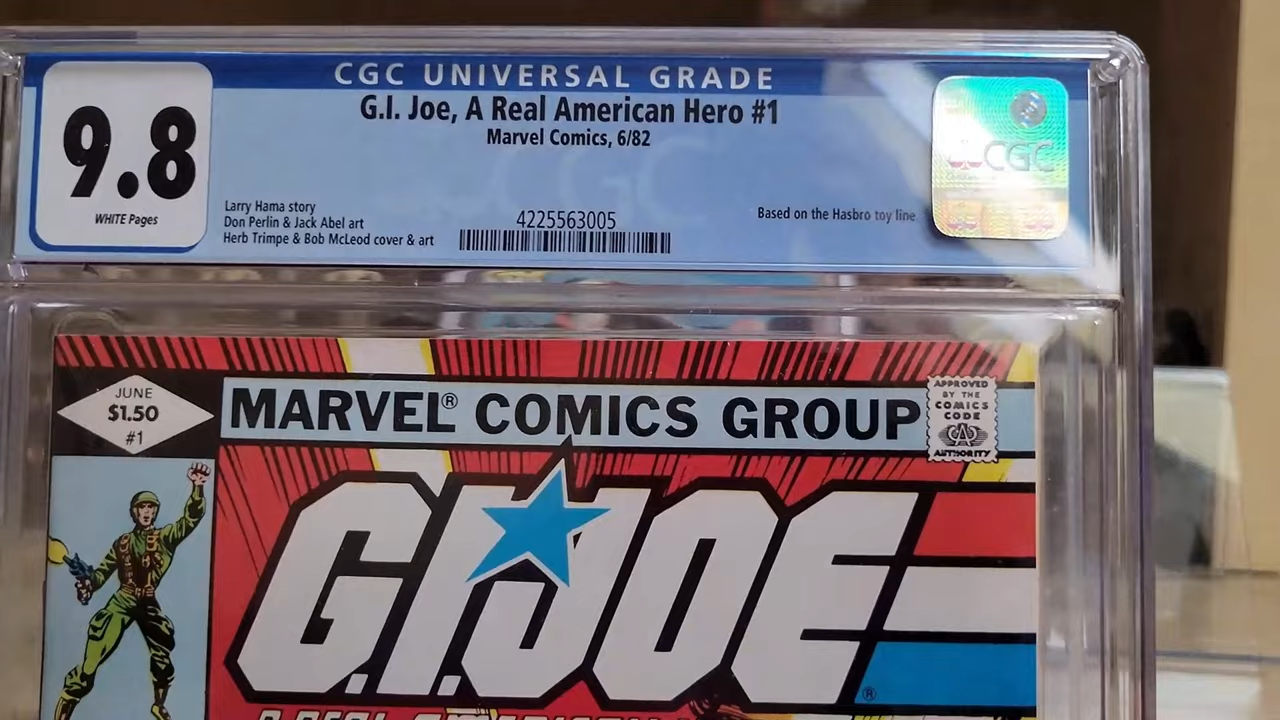 CGC UNIVERSAL GRADE
G.I. Joe, A Real American Hero #1
Marvel Comics, 6/82
9.8
WHITE Pages
Larry Hama story
Don Perlin & Jack Abel art
Herb Trimpe & Bob McLeod cover & art
4225563005
Based on the Hasbro toy line.
CGC
JUNE
$1.50
#1
MARVEL® COMICS GROUP
APPROVED
BY THE
COMICS
CODE
CA
AUTHORITY
G.I. JOE®